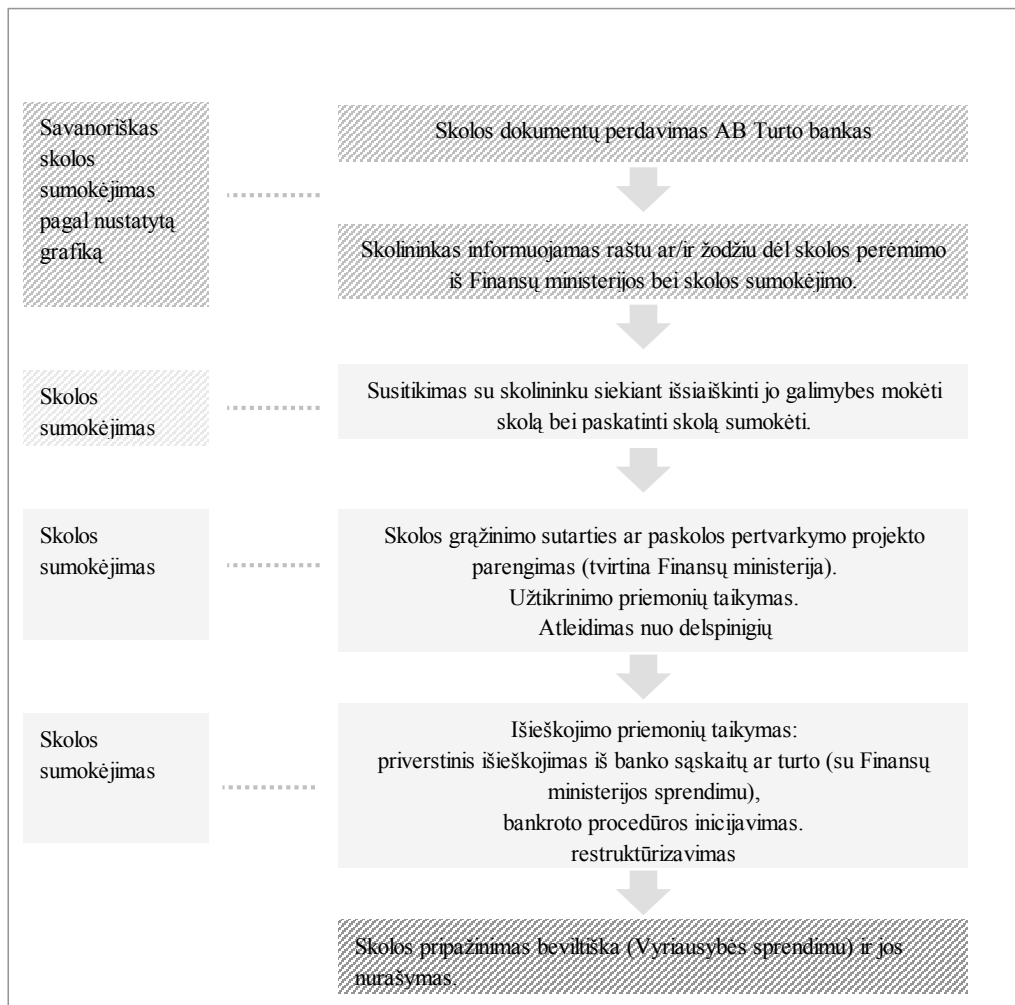 Savanoriškas
skolos
sumokėjimas
pagal nustatytą
grafiką
Skolos dokumentų perdavimas AB Turto bankas
Skolininkas informuojamas raštu ar/ir žodžiu dėl skolos perėmimo
iš Finansų ministerijos bei skolos sumokėjimo.
Skolos
sumokėjimas
Susitikimas su skolininku siekiant išsiaiškinti jo galimybes mokėti
skolą bei paskatinti skolą sumokėti.
Skolos
sumokėjimas
Skolos grąžinimo sutarties ar paskolos pertvarkymo projekto
parengimas (tvirtina Finansų ministerija).
Užtikrinimo priemonių taikymas.
Atleidimas nuo delspinigių
Skolos
sumokėjimas
Išieškojimo priemonių taikymas:
priverstinis išieškojimas iš banko sąskaitų ar turto (su Finansų
ministerijos sprendimu),
bankroto procedūros inicijavimas.
restruktūrizavimas
Skolos pripažinimas beviltiška (Vyriausybės sprendimu) ir jos
nurašymas.